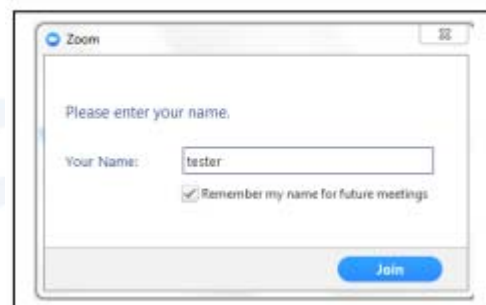 Zoom
Please enter your name.
Your Name: tester
Remember my name for future meetings
Join